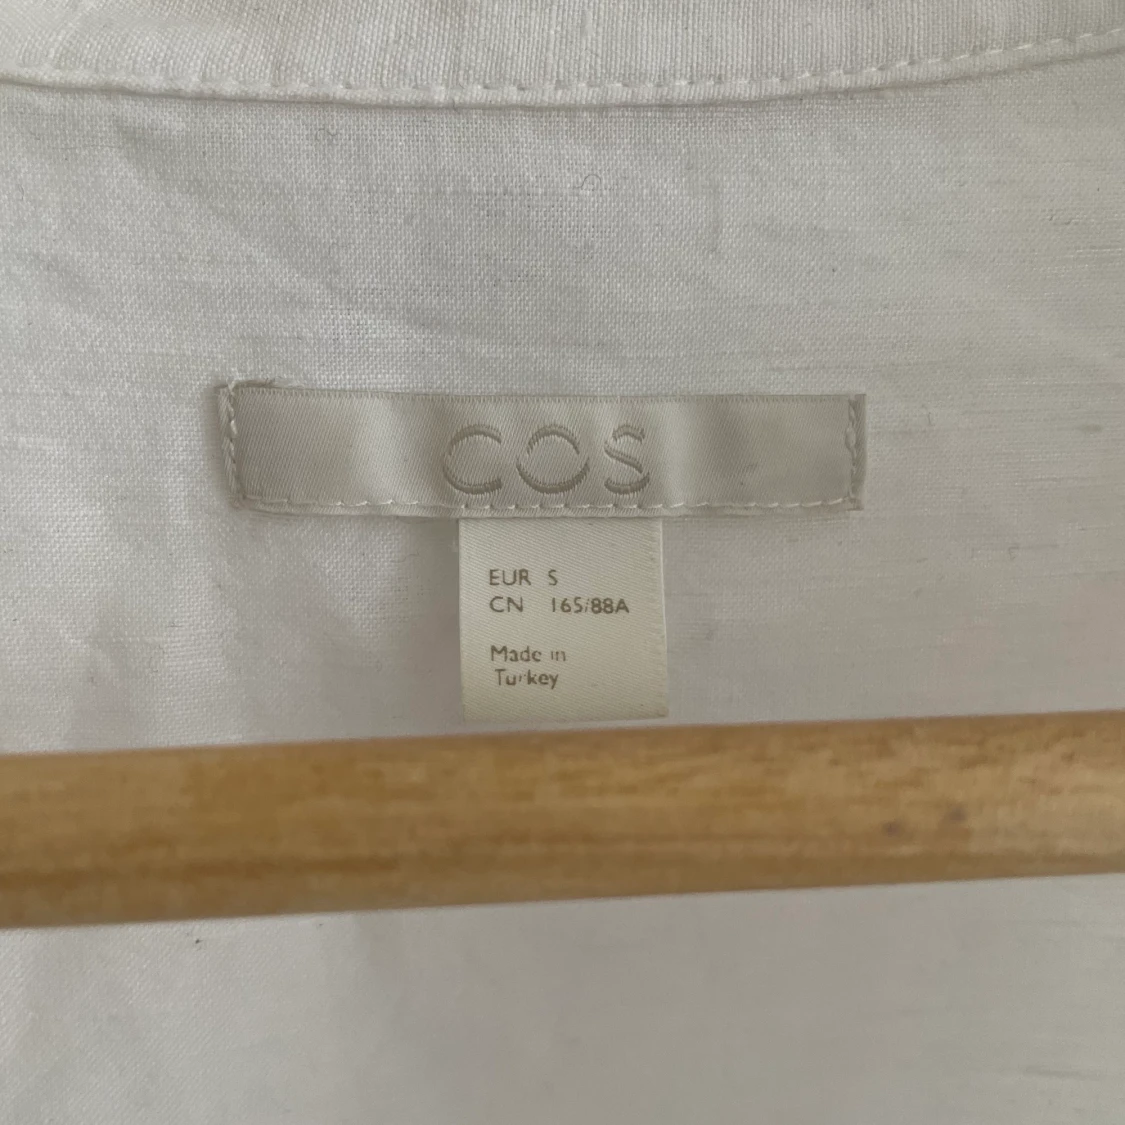 COS
EUR S
CN 165/88A
Made in
Turkey